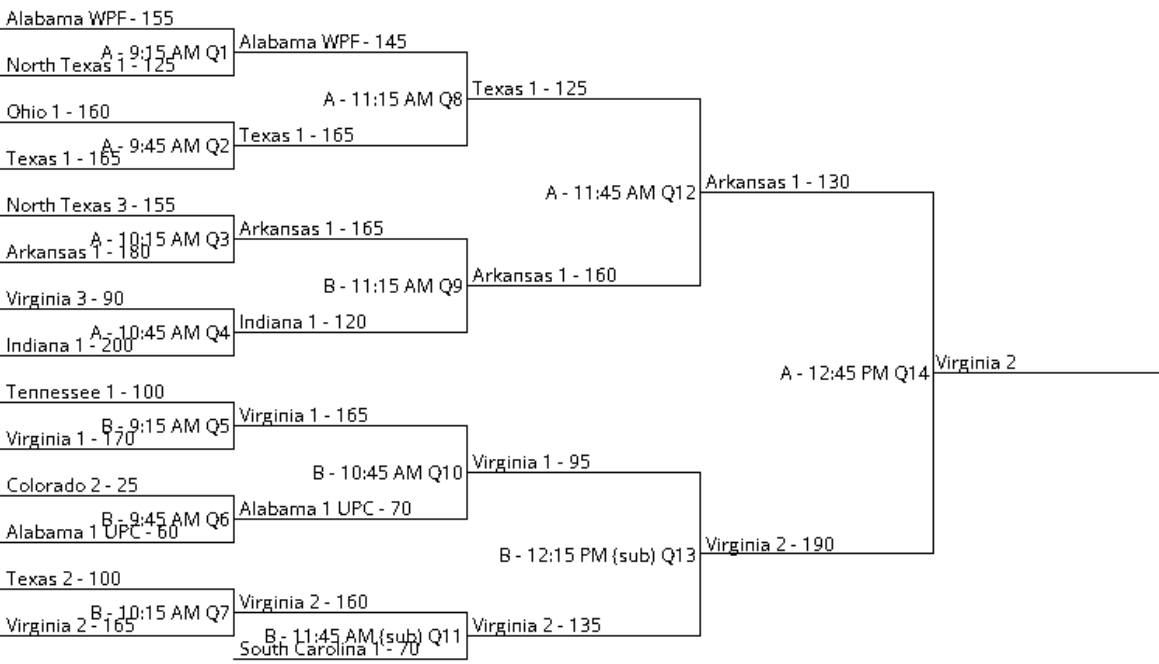 Alabama WPF - 155
A - 9:15 AM Q1
North Texas 1 - 125
Ohio 1 - 160
A - 9:45 AM Q2
Texas 1 - 165
North Texas 3 - 155
A - 10:15 AM Q3
Arkansas 1 - 180
Virginia 3 - 90
A - 10:45 AM Q4
Indiana 1 - 200
Tennessee 1 - 100
B - 9:15 AM Q5
Virginia 1 - 170
Colorado 2 - 25
B - 9:45 AM Q6
Alabama 1 UPC - 60
Texas 2 - 100
B - 10:15 AM Q7
Virginia 2 - 165
Alabama WPF - 145
A - 11:15 AM Q8
Texas 1 - 165
Arkansas 1 - 165
B - 11:15 AM Q9
Indiana 1 - 120
Virginia 1 - 165
B - 10:45 AM Q10
Alabama 1 UPC - 70
Virginia 2 - 160
B - 11:45 AM (sub) Q11
South Carolina 1 - 70
Texas 1 - 125
A - 11:45 AM Q12
Arkansas 1 - 160
Virginia 1 - 95
B - 12:15 PM (sub) Q13
Virginia 2 - 135
Arkansas 1 - 130
A - 12:45 PM Q14
Virginia 2 - 190
Virginia 2